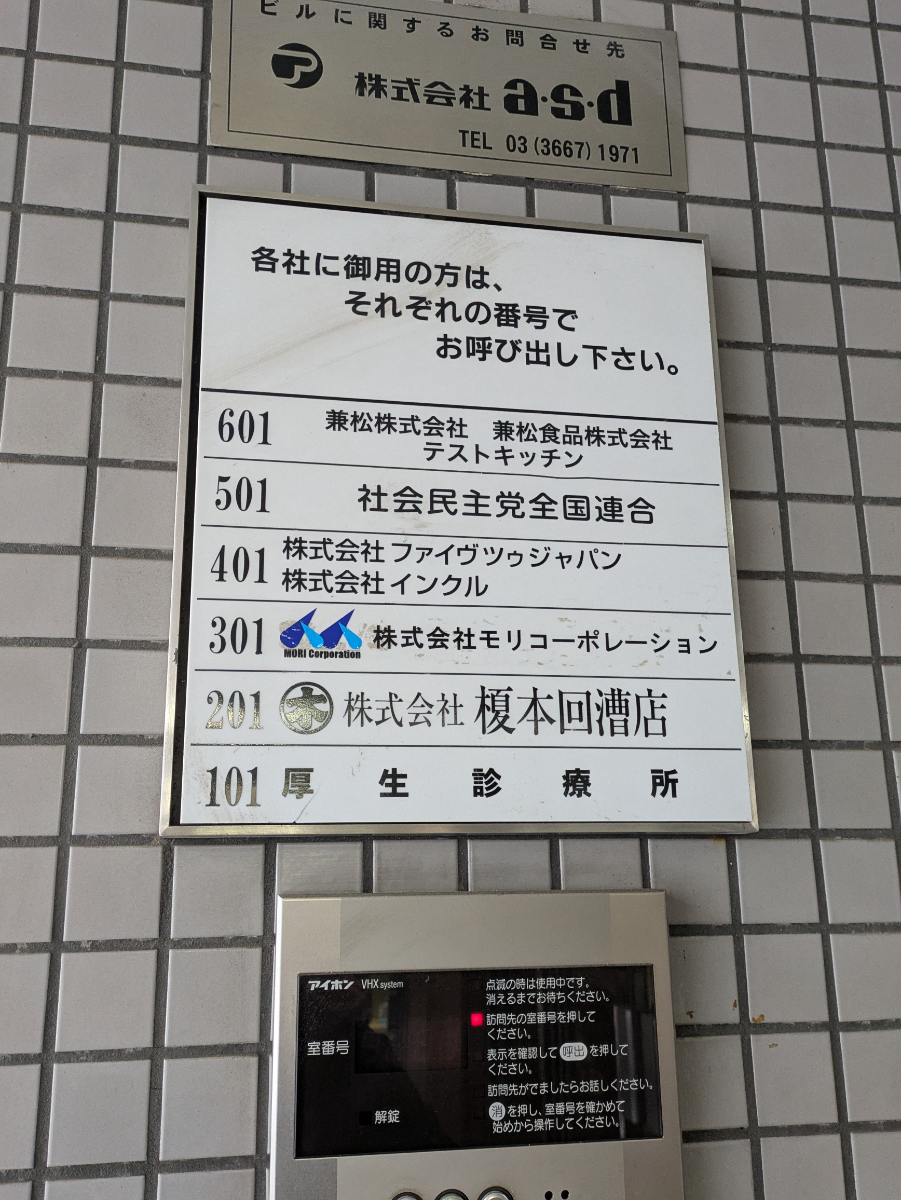 ビルに関するお問合せ先
ア 株式会社 a・s・d
TEL 03 (3667) 1971
各社に御用の方は、
それぞれの番号で
お呼び出し下さい。
601 兼松株式会社 兼松食品株式会社
テストキッチン
501 社会民主党全国連合
401 株式会社 ファイヴツゥジャパン
株式会社 インクル
301 MORI Corporation 株式会社モリコーポレーション
201 本 株式会社 榎本回漕店
101 厚生診療所
アイホン VHX system
点滅の時は使用中です。
消えるまでお待ちください。
訪問先の室番号を押して
ください。
室番号
表示を確認して 呼出 を押して
ください。
訪問先がでましたらお話しください。
解錠
消 を押し、室番号を確かめて
始めから操作してください。